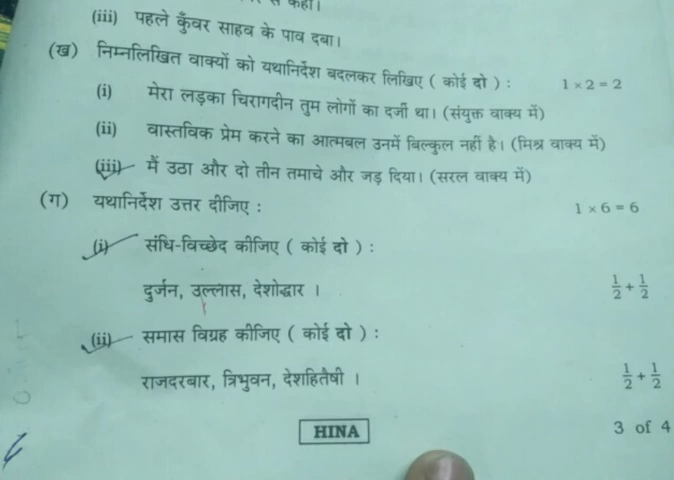 कहा।
(iii) पहले कुँवर साहव के पाव दबा।
(ख) निम्नलिखित वाक्यों को यथानिर्देश बदलकर लिखिए ( कोई दो ) : 1 × 2 = 2
(i) मेरा लड़का चिरागदीन तुम लोगों का दर्जी था। (संयुक्त वाक्य में)
(ii) वास्तविक प्रेम करने का आत्मबल उनमें बिल्कुल नहीं है। (मिश्र वाक्य में)
(iii) मैं उठा और दो तीन तमाचे और जड़ दिया। (सरल वाक्य में)
(ग) यथानिर्देश उत्तर दीजिए : 1 × 6 = 6
(i) संधि-विच्छेद कीजिए ( कोई दो ) :
दुर्जन, उल्लास, देशोद्धार । 1/2 + 1/2
(ii) समास विग्रह कीजिए ( कोई दो ) :
राजदरबार, त्रिभुवन, देशहितैषी । 1/2 + 1/2
HINA 3 of 4